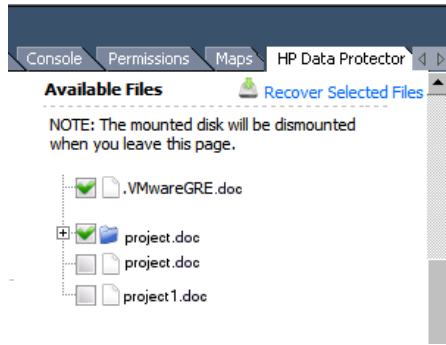 Console Permissions Maps HP Data Protector
Available Files Recover Selected Files
NOTE: The mounted disk will be dismounted
when you leave this page.
.VMwareGRE.doc
project.doc
project.doc
project1.doc